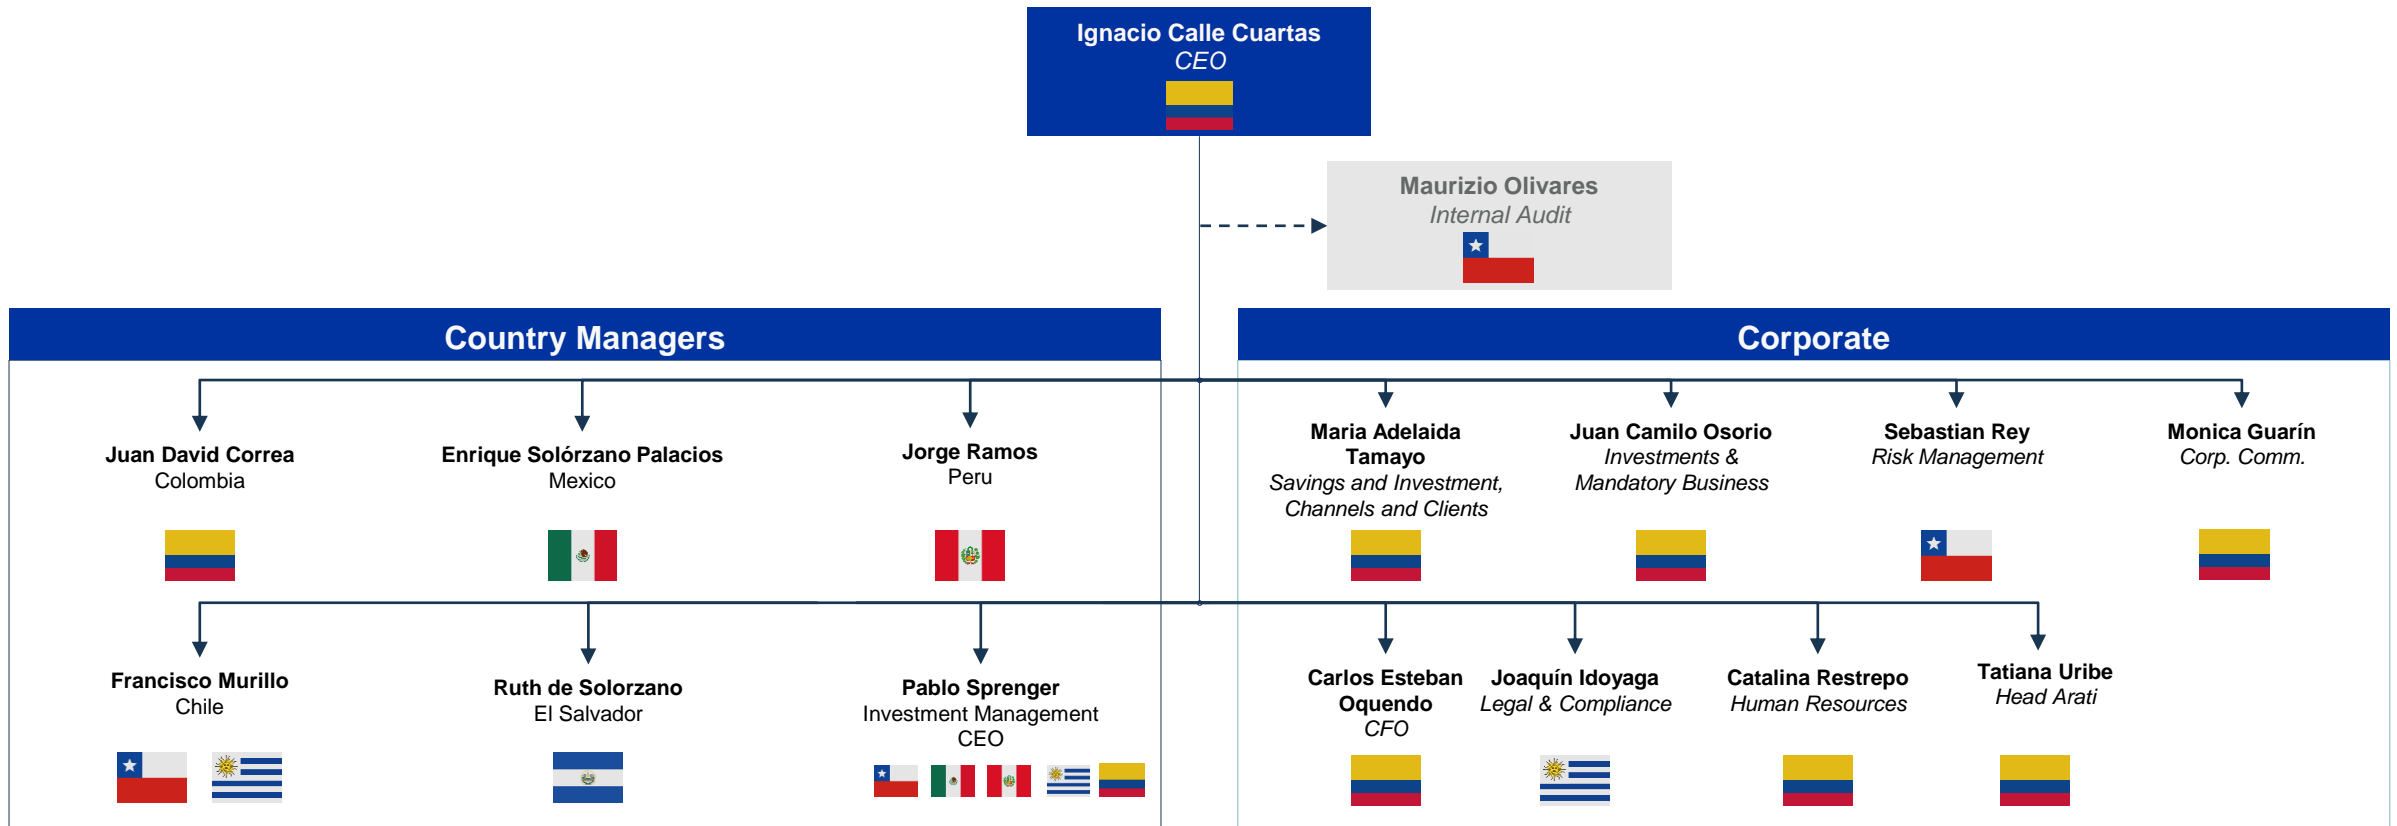 Ignacio Calle Cuartas
CEO
Maurizio Olivares
Internal Audit
Country Managers
Corporate
Juan David Correa
Colombia
Enrique Solórzano Palacios
Mexico
Jorge Ramos
Peru
Maria Adelaida
Tamayo
Savings and Investment,
Channels and Clients
Juan Camilo Osorio
Investments &
Mandatory Business
Sebastian Rey
Risk Management
Monica Guarín
Corp. Comm.
Francisco Murillo
Chile
Ruth de Solorzano
El Salvador
Pablo Sprenger
Investment Management
CEO
Carlos Esteban
Oquendo
CFO
Joaquín Idoyaga
Legal & Compliance
Catalina Restrepo
Human Resources
Tatiana Uribe
Head Arati